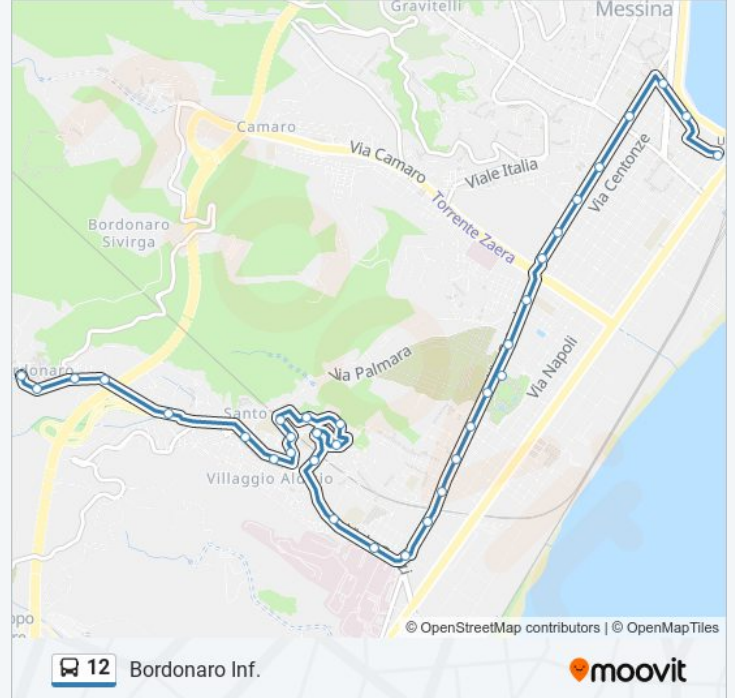 Gravitelli
Messina
Camaro
Via Camaro
Viale Italia
Via Centonze
Torrente Zaera
Bordonaro
Sivirga
Via Palmara
Via Napoli
Santo
Villaggio
© OpenStreetMap contributors | © OpenMapTiles
12 Bordonaro Inf.
moovit